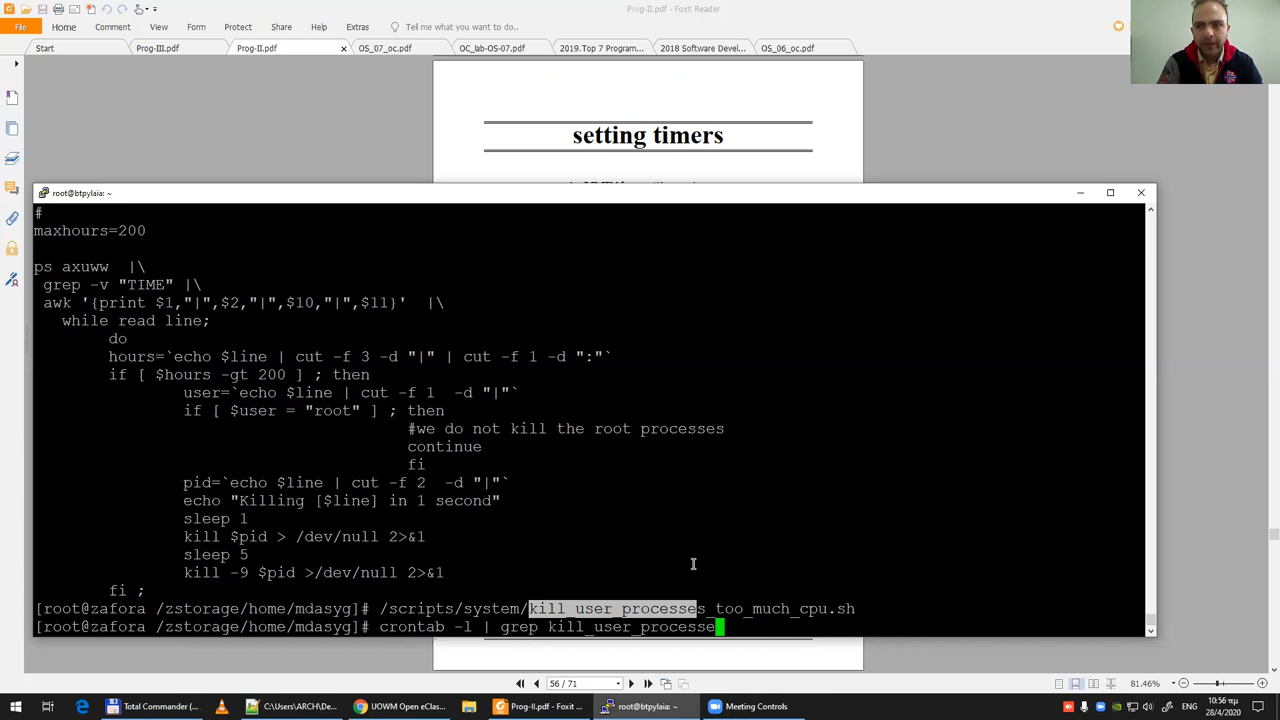 Prog-II.pdf - Foxit Reader
File Home Comment View Form Protect Share Help Extras Tell me what you want to do..
Start Prog-III.pdf Prog-II.pdf OS_07_oc.pdf OC_lab-OS-07.pdf 2019.Top 7 Program... 2018 Software Devel... OS_06_oc.pdf
setting timers
root@btpylaia: ~
#
maxhours=200
ps axuww |\
grep -v "TIME" |\
awk '{print $1,"|",$2,"|",$10,"|",$11}' |\
while read line;
do
hours=`echo $line | cut -f 3 -d "|" | cut -f 1 -d ":"`
if [ $hours -gt 200 ] ; then
user=`echo $line | cut -f 1 -d "|"`
if [ $user = "root" ] ; then
#we do not kill the root processes
continue
fi
pid=`echo $line | cut -f 2 -d "|"`
echo "Killing [$line] in 1 second"
sleep 1
kill $pid > /dev/null 2>&1
sleep 5
kill -9 $pid >/dev/null 2>&1
fi ;
[root@zafora /zstorage/home/mdasyg]# /scripts/system/kill_user_processes_too_much_cpu.sh
[root@zafora /zstorage/home/mdasyg]# crontab -l | grep kill_user_processe
56 / 71
81.46%
Total Commander (... C:\Users\ARCH\De... UOWM Open eClas... Prog-II.pdf - Foxit ... root@btpylaia: ~ Meeting Controls
10:56 πμ
28/4/2020